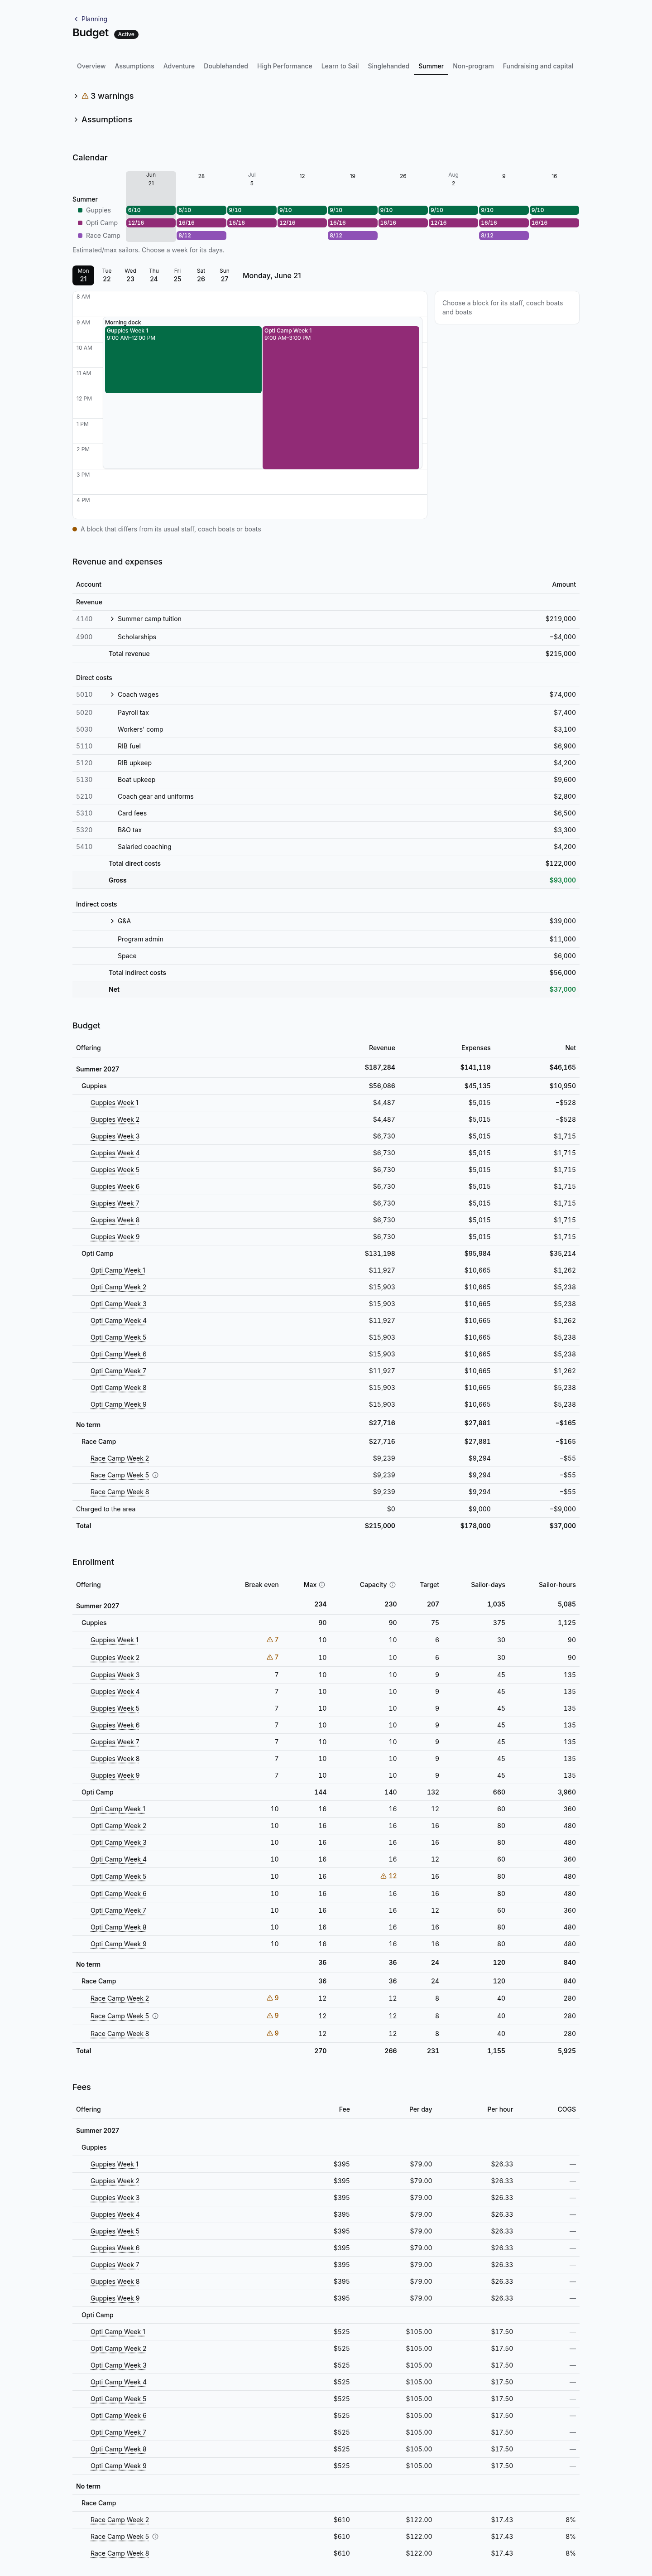 Planning
Budget Active
Overview Assumptions Adventure Doublehanded High Performance Learn to Sail Singlehanded Summer Non-program Fundraising and capital
3 warnings
Assumptions
Calendar
Jun Jul Aug
21 28 5 12 19 26 2 9 16
Summer
Guppies 6/10 6/10 9/10 9/10 9/10 9/10 9/10 9/10 9/10
Opti Camp 12/16 16/16 16/16 12/16 16/16 16/16 12/16 16/16 16/16
Race Camp 8/12 8/12 8/12
Estimated/max sailors. Choose a week for its days.
Mon Tue Wed Thu Fri Sat Sun
21 22 23 24 25 26 27 Monday, June 21
8 AM
Choose a block for its staff, coach boats
and boats
9 AM Morning dock
Guppies Week 1 Opti Camp Week 1
9:00 AM–12:00 PM 9:00 AM–3:00 PM
10 AM
11 AM
12 PM
1 PM
2 PM
3 PM
4 PM
A block that differs from its usual staff, coach boats or boats
Revenue and expenses
Account Amount
Revenue
4140 Summer camp tuition $219,000
4900 Scholarships −$4,000
Total revenue $215,000
Direct costs
5010 Coach wages $74,000
5020 Payroll tax $7,400
5030 Workers' comp $3,100
5110 RIB fuel $6,900
5120 RIB upkeep $4,200
5130 Boat upkeep $9,600
5210 Coach gear and uniforms $2,800
5310 Card fees $6,500
5320 B&O tax $3,300
5410 Salaried coaching $4,200
Total direct costs $122,000
Gross $93,000
Indirect costs
G&A $39,000
Program admin $11,000
Space $6,000
Total indirect costs $56,000
Net $37,000
Budget
Offering Revenue Expenses Net
Summer 2027 $187,284 $141,119 $46,165
Guppies $56,086 $45,135 $10,950
Guppies Week 1 $4,487 $5,015 −$528
Guppies Week 2 $4,487 $5,015 −$528
Guppies Week 3 $6,730 $5,015 $1,715
Guppies Week 4 $6,730 $5,015 $1,715
Guppies Week 5 $6,730 $5,015 $1,715
Guppies Week 6 $6,730 $5,015 $1,715
Guppies Week 7 $6,730 $5,015 $1,715
Guppies Week 8 $6,730 $5,015 $1,715
Guppies Week 9 $6,730 $5,015 $1,715
Opti Camp $131,198 $95,984 $35,214
Opti Camp Week 1 $11,927 $10,665 $1,262
Opti Camp Week 2 $15,903 $10,665 $5,238
Opti Camp Week 3 $15,903 $10,665 $5,238
Opti Camp Week 4 $11,927 $10,665 $1,262
Opti Camp Week 5 $15,903 $10,665 $5,238
Opti Camp Week 6 $15,903 $10,665 $5,238
Opti Camp Week 7 $11,927 $10,665 $1,262
Opti Camp Week 8 $15,903 $10,665 $5,238
Opti Camp Week 9 $15,903 $10,665 $5,238
No term $27,716 $27,881 −$165
Race Camp $27,716 $27,881 −$165
Race Camp Week 2 $9,239 $9,294 −$55
Race Camp Week 5 $9,239 $9,294 −$55
Race Camp Week 8 $9,239 $9,294 −$55
Charged to the area $0 $9,000 −$9,000
Total $215,000 $178,000 $37,000
Enrollment
Offering Break even Max Capacity Target Sailor-days Sailor-hours
Summer 2027 234 230 207 1,035 5,085
Guppies 90 90 75 375 1,125
Guppies Week 1 7 10 10 6 30 90
Guppies Week 2 7 10 10 6 30 90
Guppies Week 3 7 10 10 9 45 135
Guppies Week 4 7 10 10 9 45 135
Guppies Week 5 7 10 10 9 45 135
Guppies Week 6 7 10 10 9 45 135
Guppies Week 7 7 10 10 9 45 135
Guppies Week 8 7 10 10 9 45 135
Guppies Week 9 7 10 10 9 45 135
Opti Camp 144 140 132 660 3,960
Opti Camp Week 1 10 16 16 12 60 360
Opti Camp Week 2 10 16 16 16 80 480
Opti Camp Week 3 10 16 16 16 80 480
Opti Camp Week 4 10 16 16 12 60 360
Opti Camp Week 5 10 16 12 16 80 480
Opti Camp Week 6 10 16 16 16 80 480
Opti Camp Week 7 10 16 16 12 60 360
Opti Camp Week 8 10 16 16 16 80 480
Opti Camp Week 9 10 16 16 16 80 480
No term 36 36 24 120 840
Race Camp 36 36 24 120 840
Race Camp Week 2 9 12 12 8 40 280
Race Camp Week 5 9 12 12 8 40 280
Race Camp Week 8 9 12 12 8 40 280
Total 270 266 231 1,155 5,925
Fees
Offering Fee Per day Per hour COGS
Summer 2027
Guppies
Guppies Week 1 $395 $79.00 $26.33 —
Guppies Week 2 $395 $79.00 $26.33 —
Guppies Week 3 $395 $79.00 $26.33 —
Guppies Week 4 $395 $79.00 $26.33 —
Guppies Week 5 $395 $79.00 $26.33 —
Guppies Week 6 $395 $79.00 $26.33 —
Guppies Week 7 $395 $79.00 $26.33 —
Guppies Week 8 $395 $79.00 $26.33 —
Guppies Week 9 $395 $79.00 $26.33 —
Opti Camp
Opti Camp Week 1 $525 $105.00 $17.50 —
Opti Camp Week 2 $525 $105.00 $17.50 —
Opti Camp Week 3 $525 $105.00 $17.50 —
Opti Camp Week 4 $525 $105.00 $17.50 —
Opti Camp Week 5 $525 $105.00 $17.50 —
Opti Camp Week 6 $525 $105.00 $17.50 —
Opti Camp Week 7 $525 $105.00 $17.50 —
Opti Camp Week 8 $525 $105.00 $17.50 —
Opti Camp Week 9 $525 $105.00 $17.50 —
No term
Race Camp
Race Camp Week 2 $610 $122.00 $17.43 8%
Race Camp Week 5 $610 $122.00 $17.43 8%
Race Camp Week 8 $610 $122.00 $17.43 8%